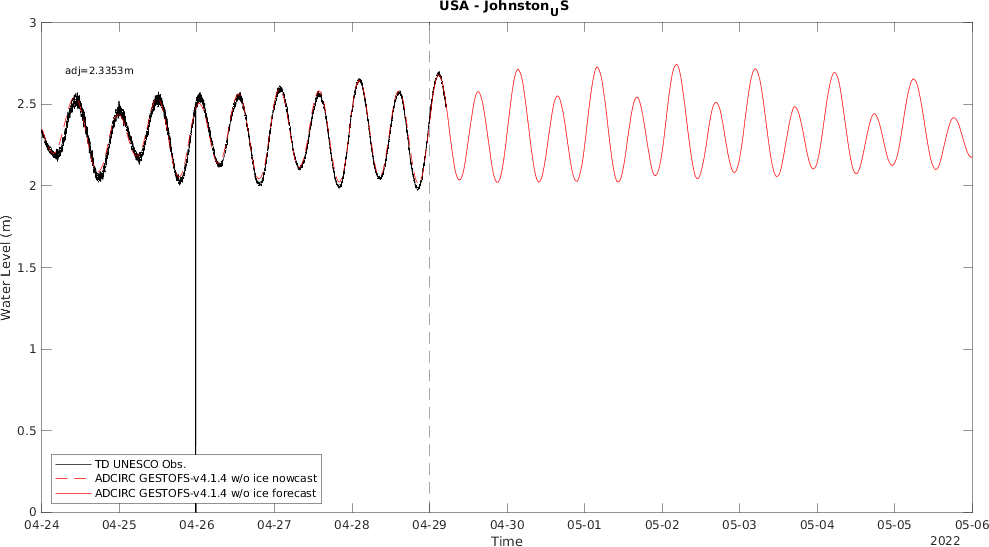 USA - Johnston_US
3
adj=2.3353m
2.5
2
1.5
1
0.5
0
Water Level (m)
TD UNESCO Obs.
ADCIRC GESTOFS-v4.1.4 w/o ice nowcast
ADCIRC GESTOFS-v4.1.4 w/o ice forecast
04-24 04-25 04-26 04-27 04-28 04-29 04-30 05-01 05-02 05-03 05-04 05-05 05-06
Time
2022